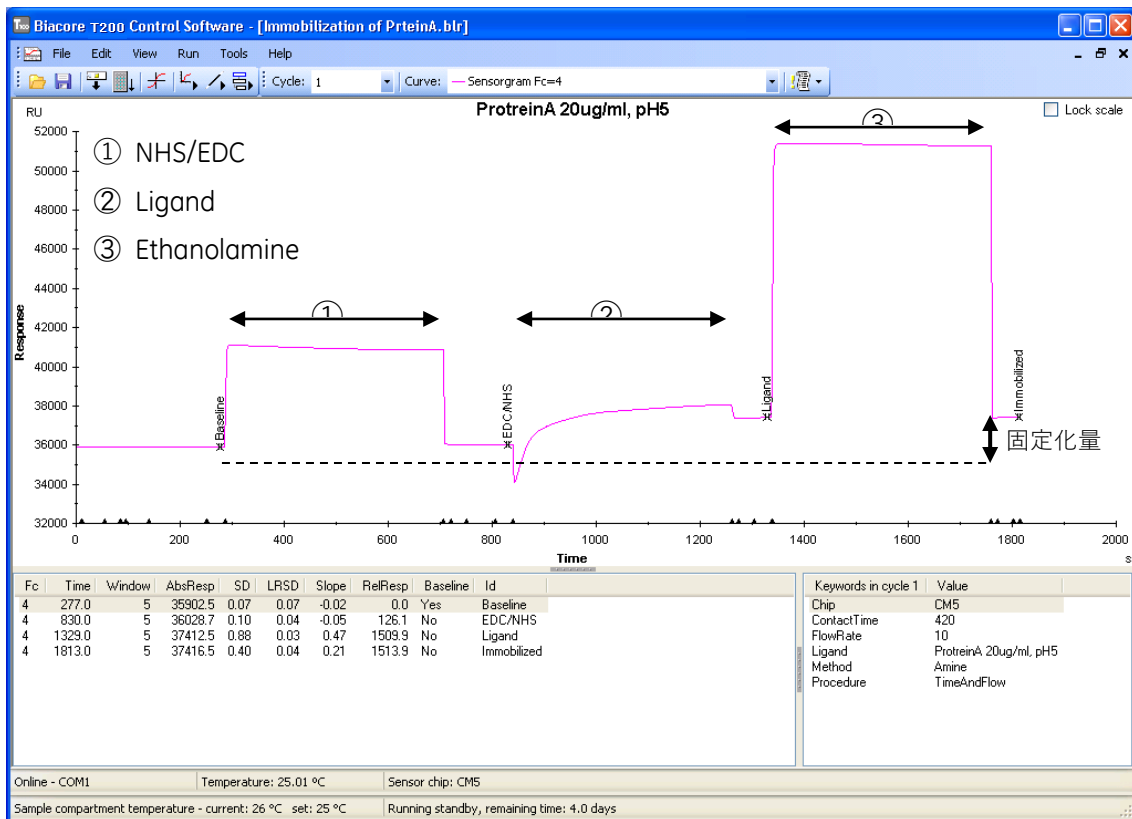 Biacore T200 Control Software - [Immobilization of PrteinA.blr]
File Edit View Run Tools Help
Cycle: 1 Curve: Sensorgram Fc=4
ProtreinA 20ug/ml, pH5
Lock scale
RU
① NHS/EDC
② Ligand
③ Ethanolamine
①
②
③
52000
50000
48000
46000
44000
42000
40000
38000
36000
34000
32000
Response
Baseline
EDC/NHS
Ligand
Immobilized
固定化量
0 200 400 600 800 1000 1200 1400 1600 1800 2000
Time
s
Fc Time Window AbsResp SD LRSD Slope RelResp Baseline Id
4 277.0 5 35902.5 0.07 0.07 -0.02 0.0 Yes Baseline
4 830.0 5 36028.7 0.10 0.04 -0.05 126.1 No EDC/NHS
4 1329.0 5 37412.5 0.88 0.03 0.47 1509.9 No Ligand
4 1813.0 5 37416.5 0.40 0.04 0.21 1513.9 No Immobilized
Keywords in cycle 1 Value
Chip CM5
ContactTime 420
FlowRate 10
Ligand ProtreinA 20ug/ml, pH5
Method Amine
Procedure TimeAndFlow
Online - COM1 Temperature: 25.01 °C Sensor chip: CM5
Sample compartment temperature - current: 26 °C set: 25 °C Running standby, remaining time: 4.0 days